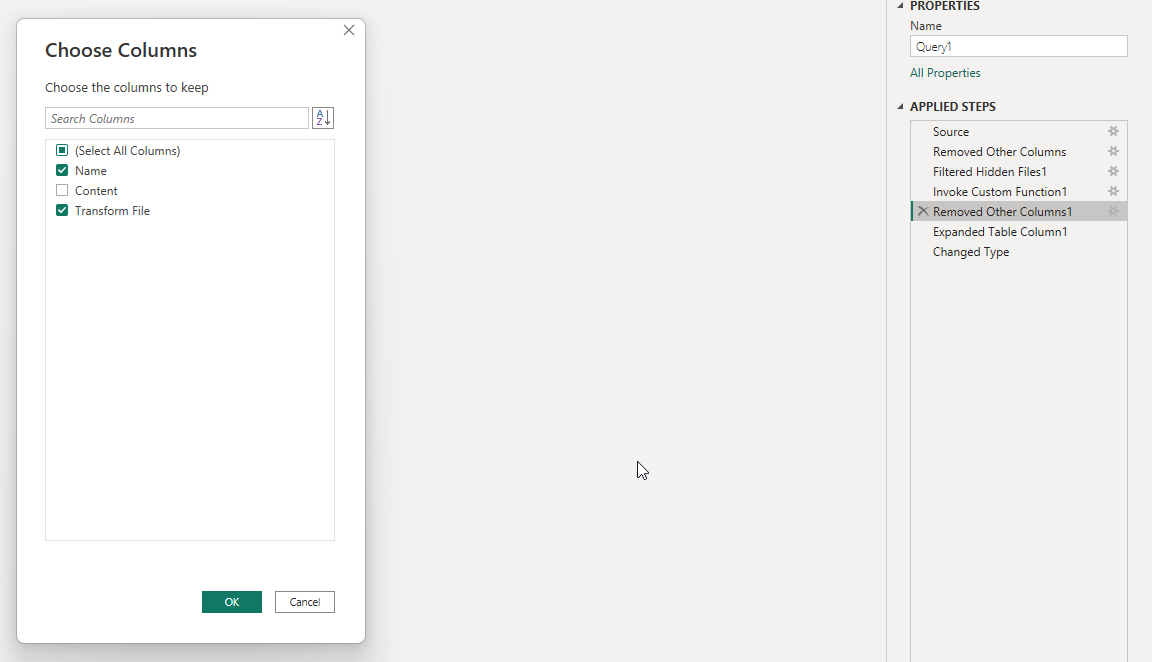 Choose Columns
Choose the columns to keep
Search Columns
A
Z
(Select All Columns)
Name
Content
Transform File
OK
Cancel
PROPERTIES
Name
Query1
All Properties
APPLIED STEPS
Source
Removed Other Columns
Filtered Hidden Files1
Invoke Custom Function1
Removed Other Columns1
Expanded Table Column1
Changed Type